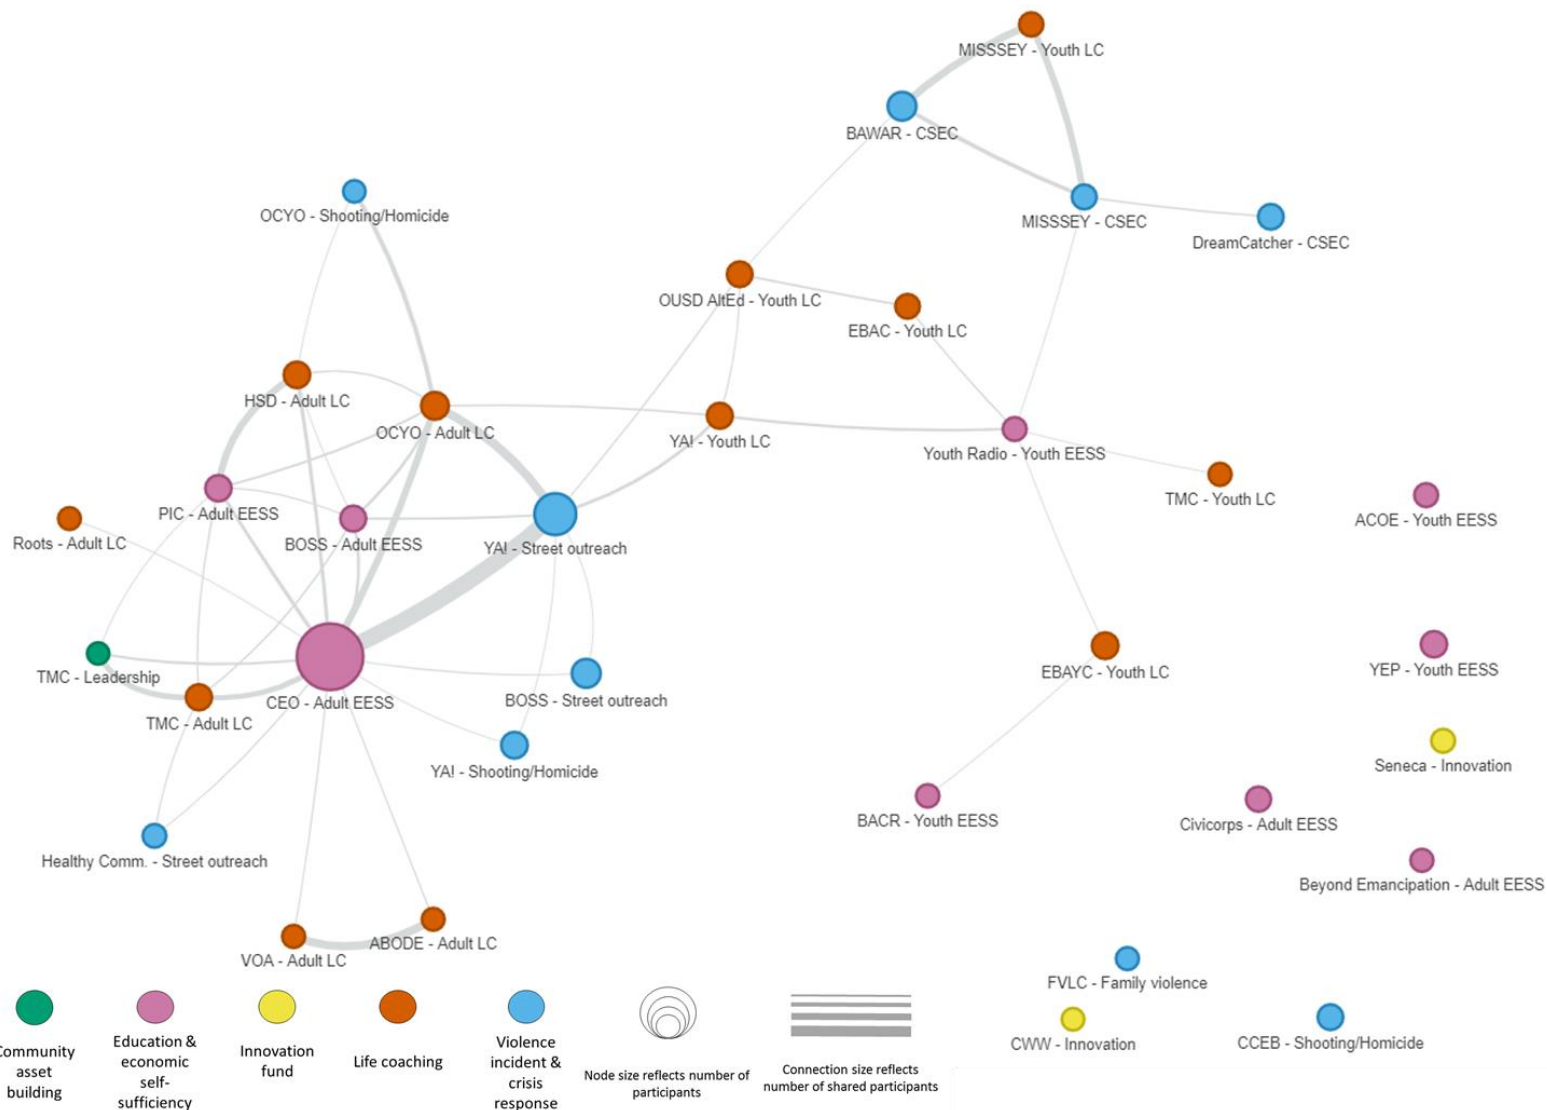 MISSSEY - Youth LC
BAWAR - CSEC
OCYO - Shooting/Homicide
MISSSEY - CSEC
DreamCatcher - CSEC
OUSD AltEd - Youth LC
EBAC - Youth LC
HSD - Adult LC
OCYO - Adult LC
YA! - Youth LC
Youth Radio - Youth EESS
TMC - Youth LC
PIC - Adult EESS
ACOE - Youth EESS
Roots - Adult LC
BOSS - Adult EESS
YA! - Street outreach
TMC - Leadership
EBAYC - Youth LC
YEP - Youth EESS
CEO - Adult EESS
BOSS - Street outreach
TMC - Adult LC
YA! - Shooting/Homicide
Seneca - Innovation
BACR - Youth EESS
Civicorps - Adult EESS
Healthy Comm. - Street outreach
Beyond Emancipation - Adult EESS
ABODE - Adult LC
VOA - Adult LC
FVLC - Family violence
CWW - Innovation
CCEB - Shooting/Homicide
Community
asset
building
Education &
economic
self-
sufficiency
Innovation
fund
Life coaching
Violence
incident &
crisis
response
Node size reflects number of
participants
Connection size reflects
number of shared participants